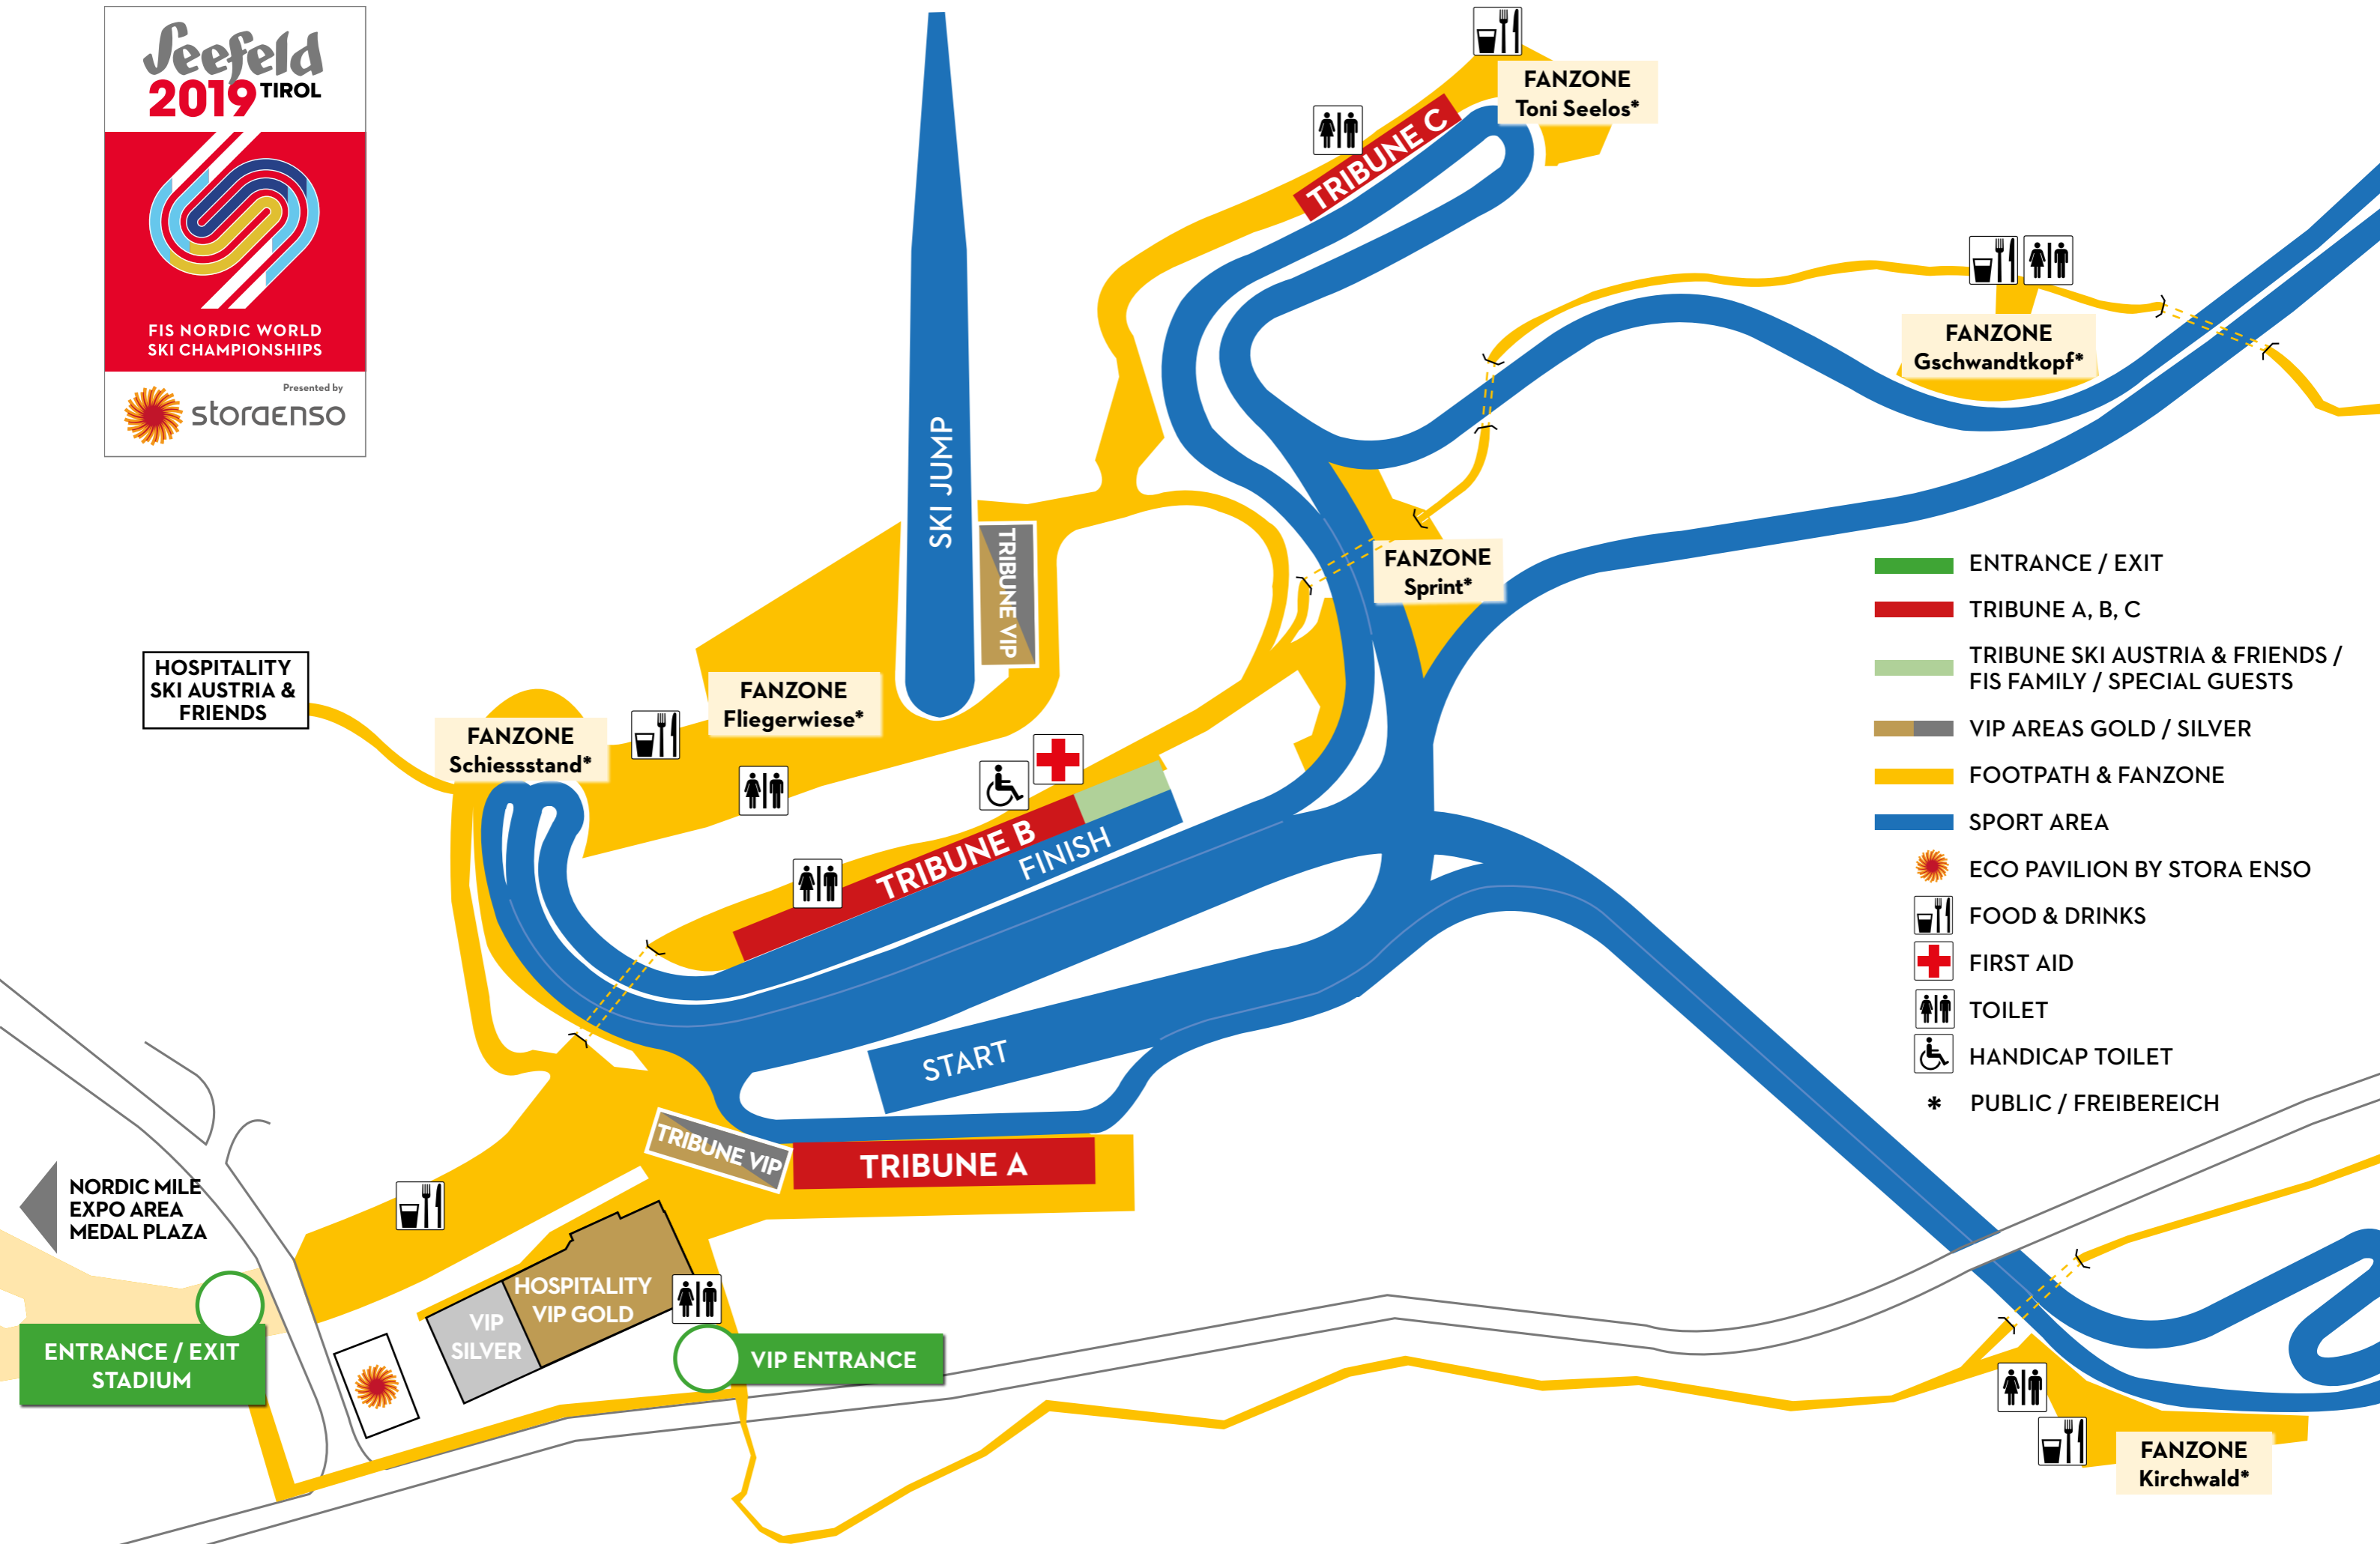 Seefeld
2019 TIROL
FIS NORDIC WORLD
SKI CHAMPIONSHIPS
Presented by
storaenso
FANZONE
Toni Seelos*
TRIBUNE C
FANZONE
Gschwandtkopf*
SKI JUMP
TRIBUNE VIP
FANZONE
Sprint*
HOSPITALITY
SKI AUSTRIA &
FRIENDS
FANZONE
Schiessstand*
FANZONE
Fliegerwiese*
TRIBUNE B
FINISH
START
TRIBUNE VIP
TRIBUNE A
NORDIC MILE
EXPO AREA
MEDAL PLAZA
HOSPITALITY
VIP GOLD
VIP
SILVER
ENTRANCE / EXIT
STADIUM
VIP ENTRANCE
FANZONE
Kirchwald*
ENTRANCE / EXIT
TRIBUNE A, B, C
TRIBUNE SKI AUSTRIA & FRIENDS /
FIS FAMILY / SPECIAL GUESTS
VIP AREAS GOLD / SILVER
FOOTPATH & FANZONE
SPORT AREA
ECO PAVILION BY STORA ENSO
FOOD & DRINKS
FIRST AID
TOILET
HANDICAP TOILET
* PUBLIC / FREIBEREICH